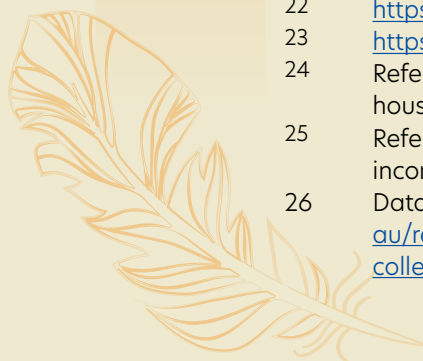 22 https
23 https
24 Refe
hous
25 Refe
incor
26 Data
au/re
colle